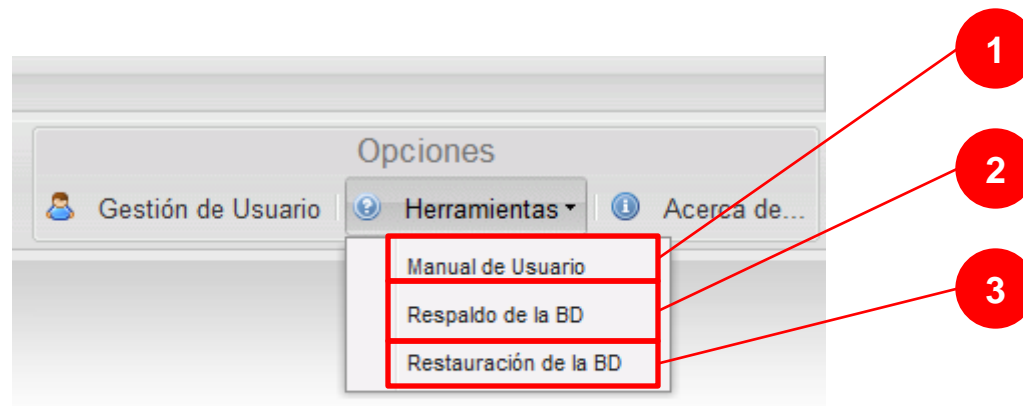 1
Opciones
2
Gestión de Usuario Herramientas Acerca de...
Manual de Usuario
3
Respaldo de la BD
Restauración de la BD